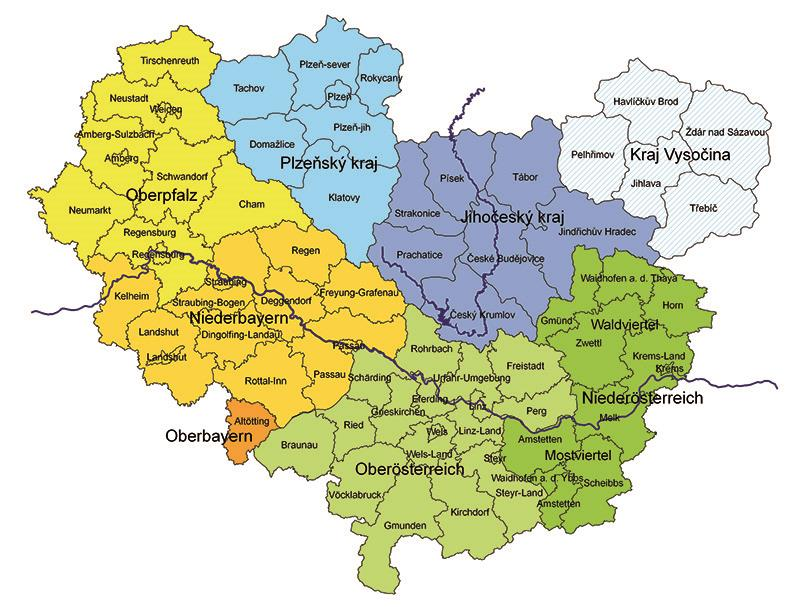 Tirschenreuth
Neustadt
Weiden
Amberg-Sulzbach
Amberg
Schwandorf
Oberpfalz
Neumarkt
Cham
Regensburg
Regensburg
Tachov
Plzeň-sever
Rokycany
Plzeň
Plzeň-jih
Domažlice
Plzeňský kraj
Klatovy
Písek
Tábor
Strakonice
Jihočeský kraj
Jindřichův Hradec
Prachatice
České Budějovice
Český Krumlov
Havlíčkův Brod
Žďár nad Sázavou
Pelhřimov
Kraj Vysočina
Jihlava
Třebíč
Regen
Kelheim
Straubing
Straubing-Bogen
Deggendorf
Freyung-Grafenau
Niederbayern
Landshut
Dingolfing-Landau
Landshut
Passau
Rottal-Inn
Passau
Altötting
Oberbayern
Waidhofen a. d. Thaya
Horn
Gmünd
Waldviertel
Zwettl
Krems-Land
Krems
Niederösterreich
Melk
Amstetten
Mostviertel
Waidhofen a. d. Ybbs
Scheibbs
Amstetten
Rohrbach
Freistadt
Schärding
Urfahr-Umgebung
Eferding
Grieskirchen
Linz
Perg
Ried
Wels
Linz-Land
Braunau
Wels-Land
Steyr
Oberösterreich
Steyr-Land
Vöcklabruck
Kirchdorf
Gmunden